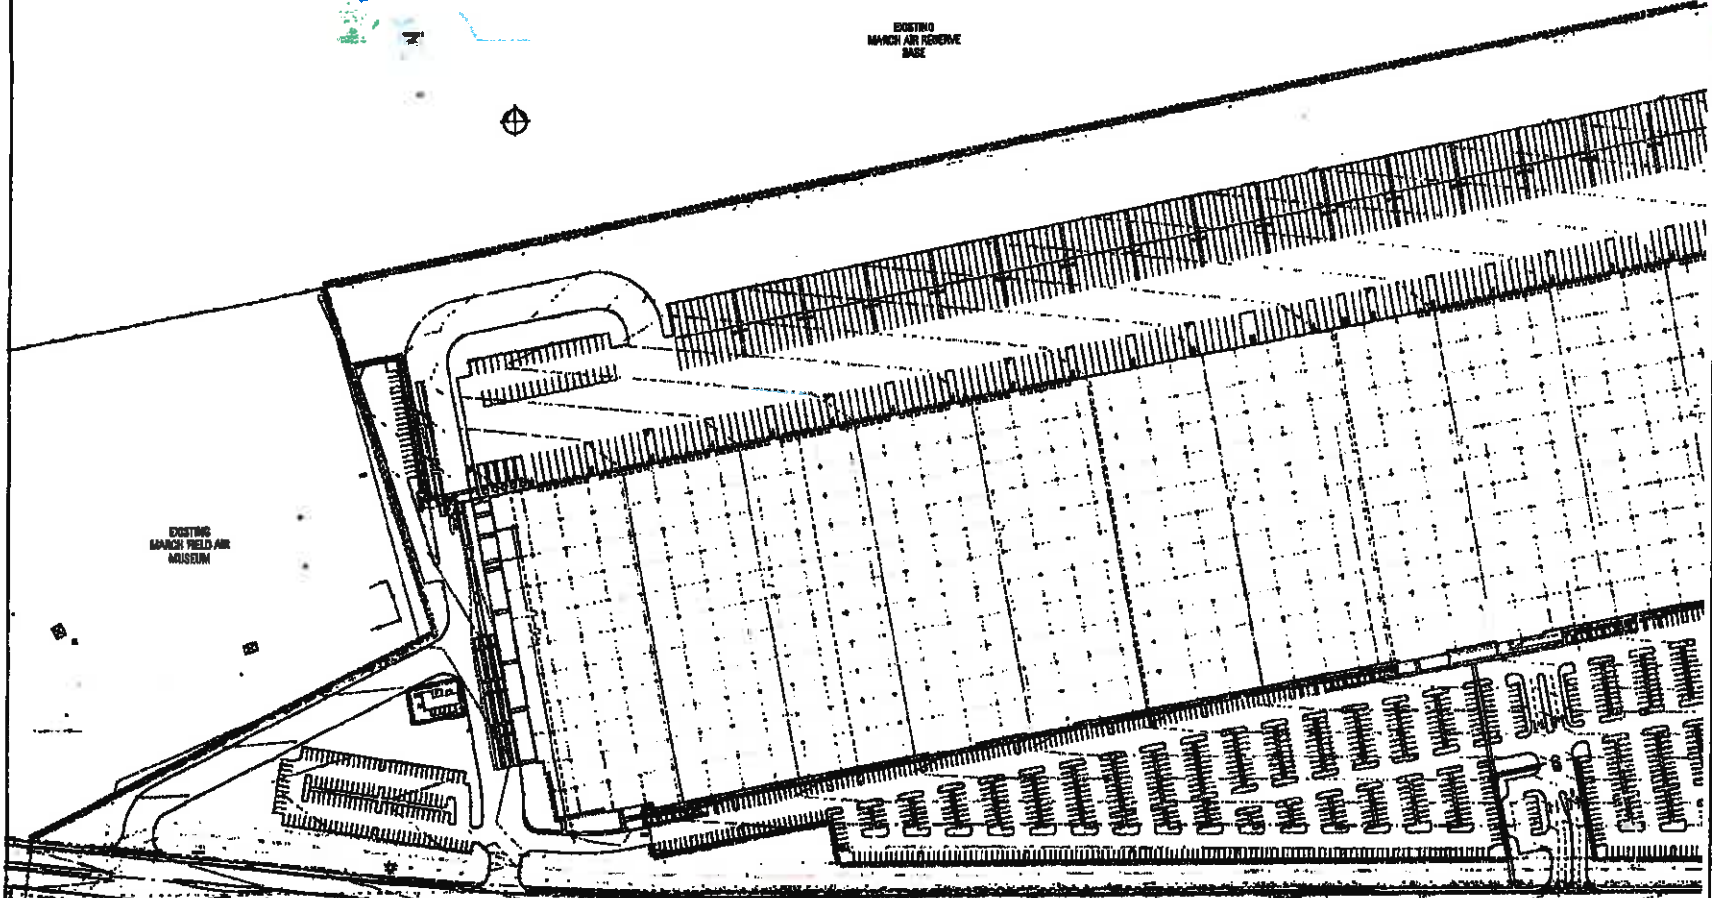 EXISTING
MARCH AIR RESERVE
BASE
EXISTING
MARCH FIELD AIR
MUSEUM